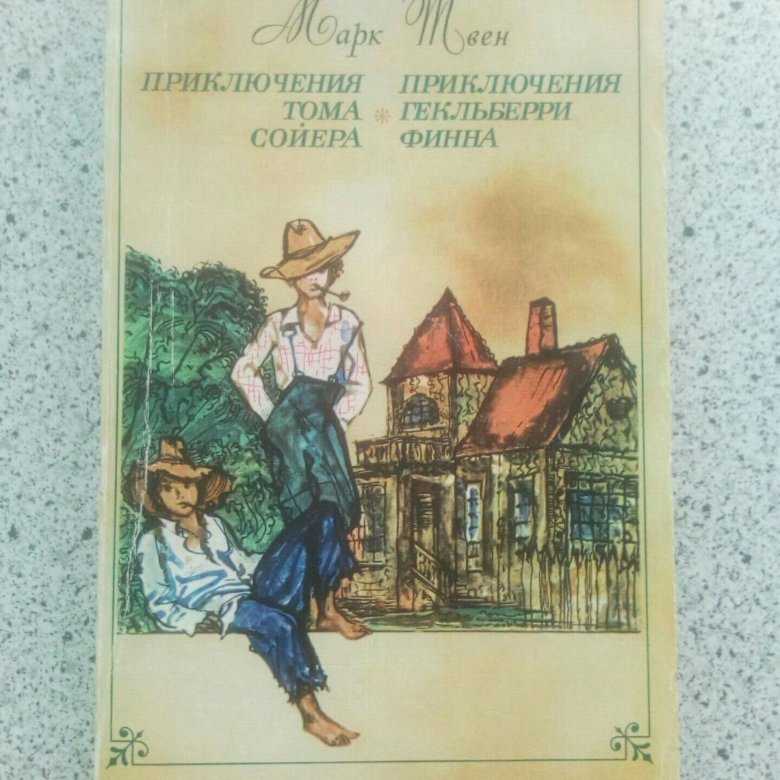 Марк Твен
ПРИКЛЮЧЕНИЯ
ТОМА
СОЙЕРА
ПРИКЛЮЧЕНИЯ
ГЕКЛЬБЕРРИ
ФИННА